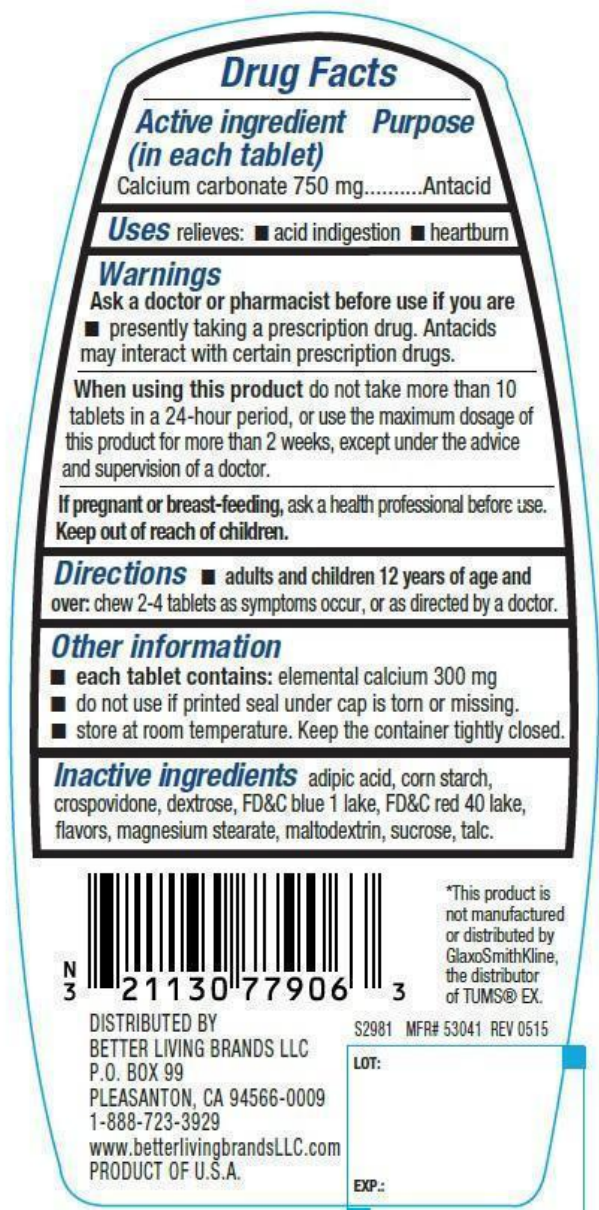 Drug Facts
Active ingredient Purpose
(in each tablet)
Calcium carbonate 750 mg..........Antacid
Uses relieves: ■ acid indigestion ■ heartburn
Warnings
Ask a doctor or pharmacist before use if you are
■ presently taking a prescription drug. Antacids
may interact with certain prescription drugs.
When using this product do not take more than 10
tablets in a 24-hour period, or use the maximum dosage of
this product for more than 2 weeks, except under the advice
and supervision of a doctor.
If pregnant or breast-feeding, ask a health professional before use.
Keep out of reach of children.
Directions ■ adults and children 12 years of age and
over: chew 2-4 tablets as symptoms occur, or as directed by a doctor.
Other information
■ each tablet contains: elemental calcium 300 mg
■ do not use if printed seal under cap is torn or missing.
■ store at room temperature. Keep the container tightly closed.
Inactive ingredients adipic acid, corn starch,
crospovidone, dextrose, FD&C blue 1 lake, FD&C red 40 lake,
flavors, magnesium stearate, maltodextrin, sucrose, talc.
N
3 21130 77906 3
DISTRIBUTED BY
BETTER LIVING BRANDS LLC
P.O. BOX 99
PLEASANTON, CA 94566-0009
1-888-723-3929
www.betterlivingbrandsLLC.com
PRODUCT OF U.S.A.
*This product is
not manufactured
or distributed by
GlaxoSmithKline,
the distributor
of TUMS® EX.
S2981 MFR# 53041 REV 0515
LOT:
EXP.: